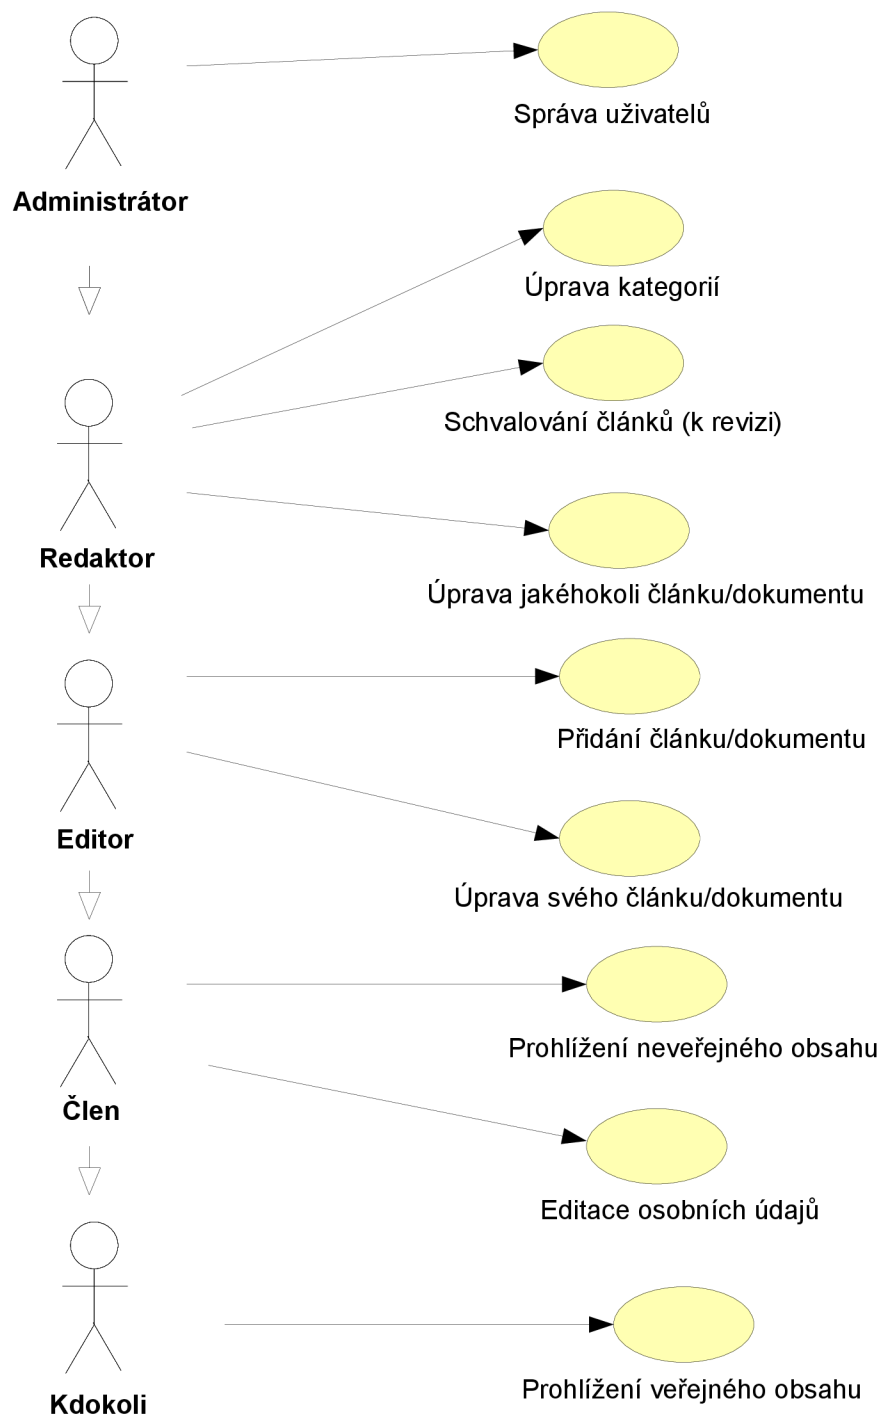 Správa uživatelů
Administrátor
Úprava kategorií
Schvalování článků (k revizi)
Redaktor
Úprava jakéhokoli článku/dokumentu
Přidání článku/dokumentu
Editor
Úprava svého článku/dokumentu
Prohlížení neveřejného obsahu
Člen
Editace osobních údajů
Prohlížení veřejného obsahu
Kdokoli